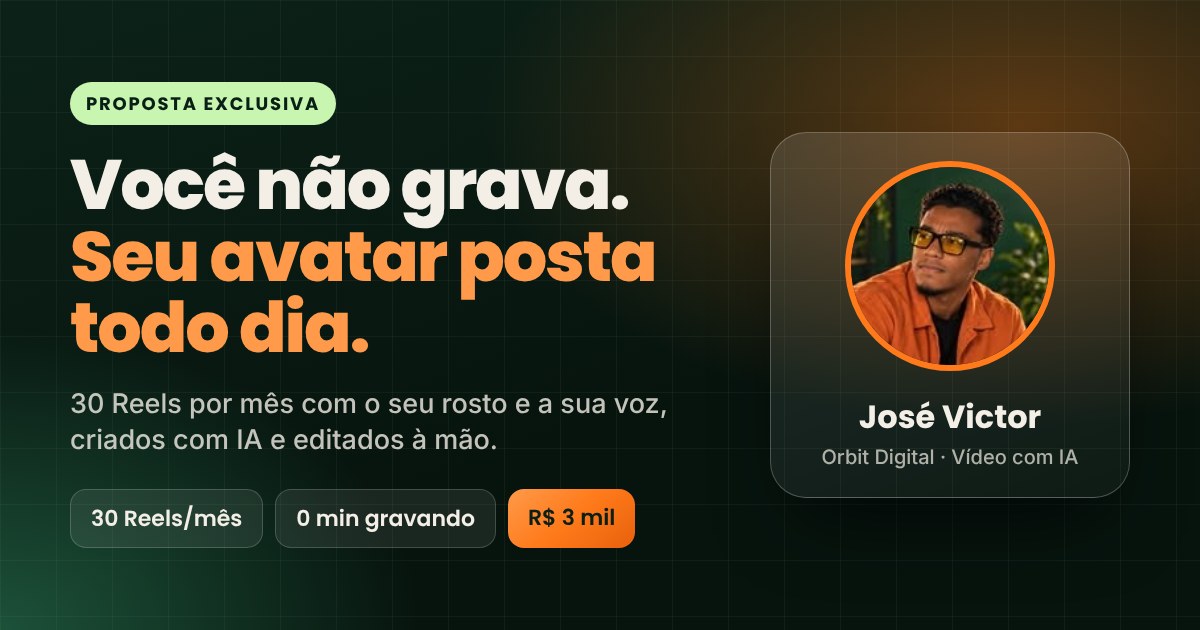 PROPOSTA EXCLUSIVA
Você não grava.
Seu avatar posta
todo dia.
30 Reels por mês com o seu rosto e a sua voz,
criados com IA e editados à mão.
30 Reels/mês
0 min gravando
R$ 3 mil
José Victor
Orbit Digital · Vídeo com IA